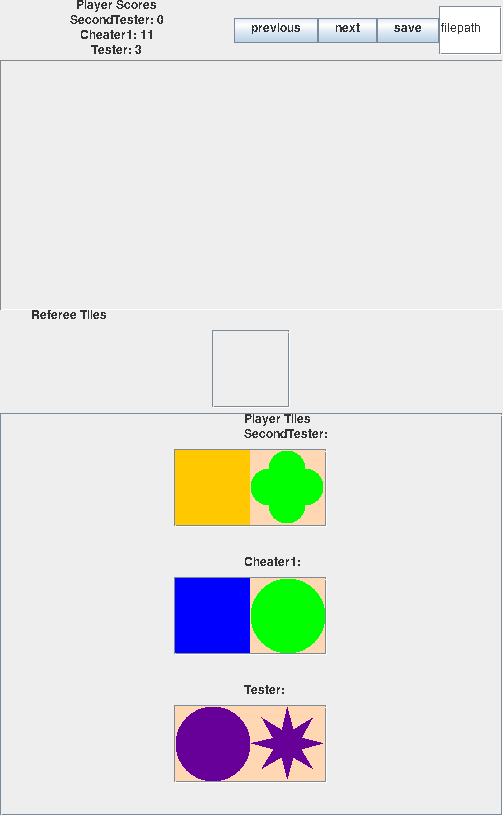 Player Scores
SecondTester: 0
Cheater1: 11
Tester: 3
previous next save filepath
Referee Tiles
Player Tiles
SecondTester:
Cheater1:
Tester: